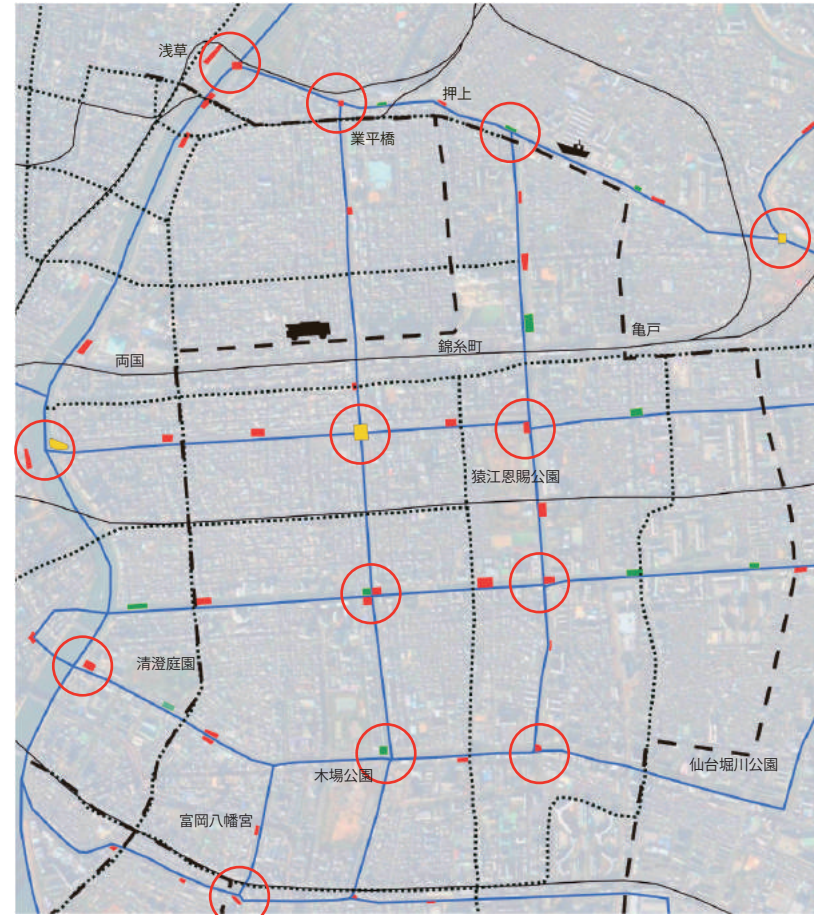 浅草
押上
業平橋
亀戸
錦糸町
両国
猿江恩賜公園
清澄庭園
仙台堀川公園
木場公園
富岡八幡宮